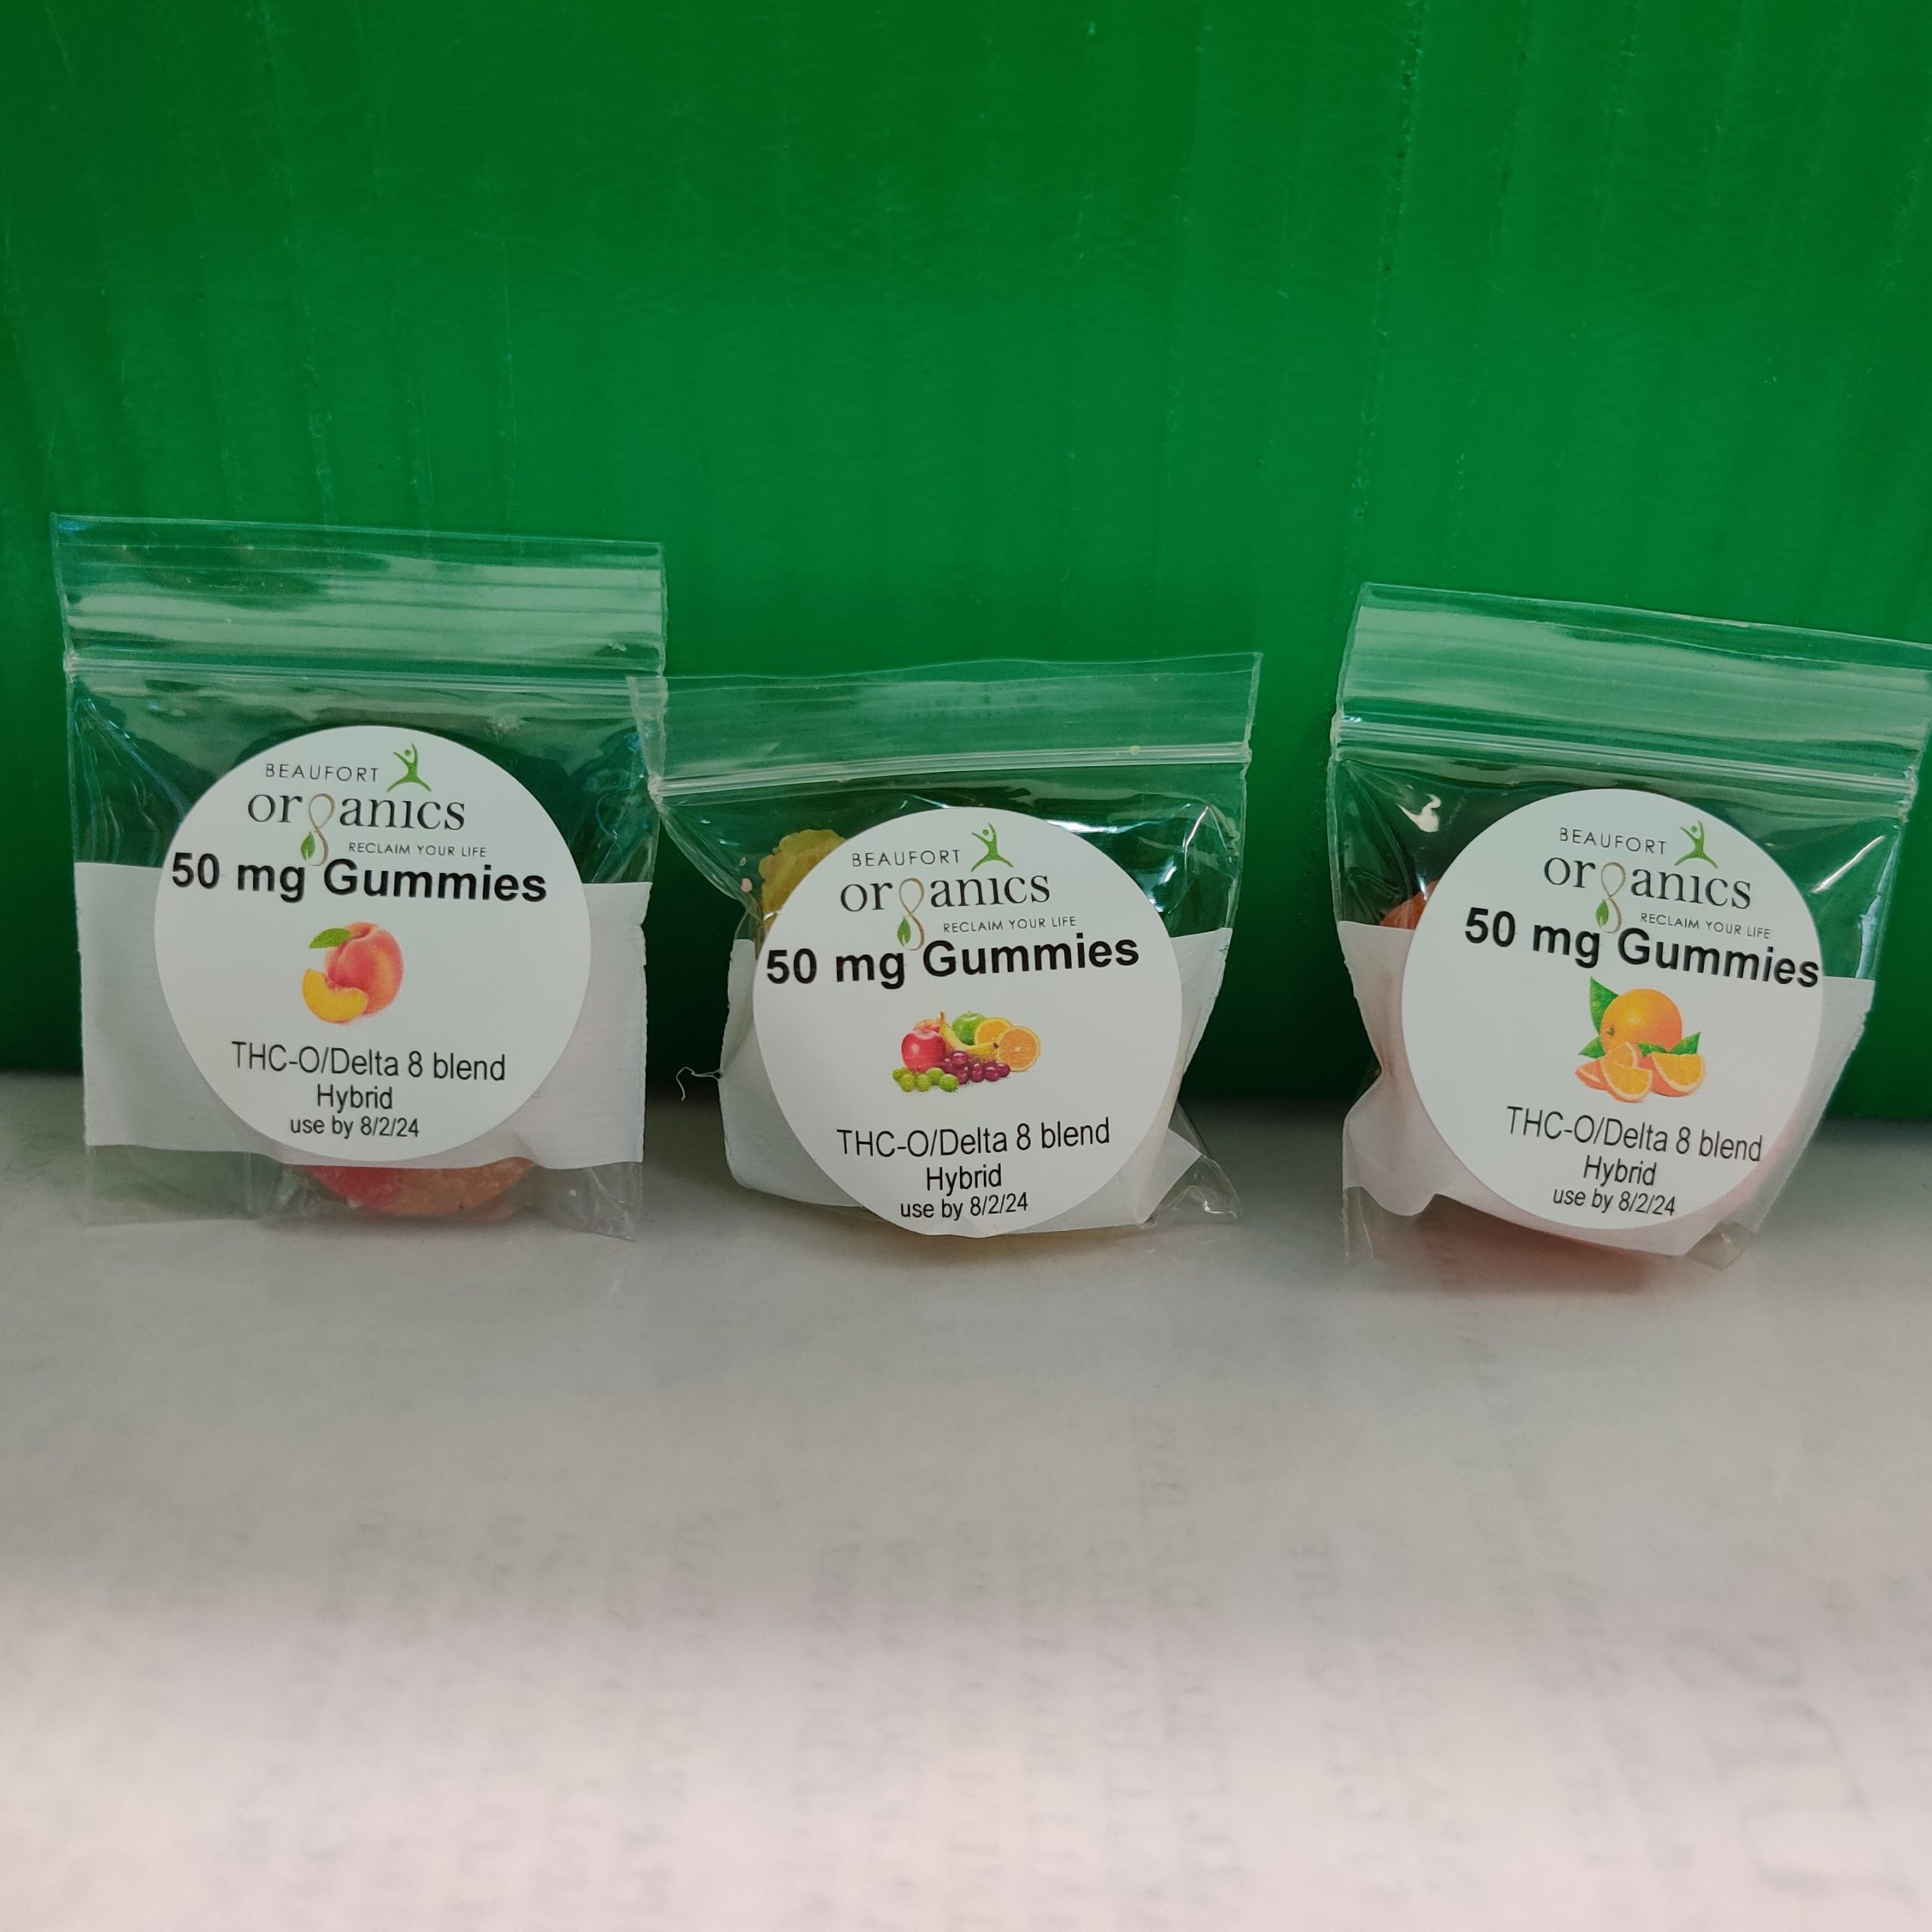 BEAUFORT
organics
RECLAIM YOUR LIFE
50 mg Gummies
THC-O/Delta 8 blend
Hybrid
use by 8/2/24
BEAUFORT
organics
RECLAIM YOUR LIFE
50 mg Gummies
THC-O/Delta 8 blend
Hybrid
use by 8/2/24
BEAUFORT
organics
RECLAIM YOUR LIFE
50 mg Gummies
THC-O/Delta 8 blend
Hybrid
use by 8/2/24